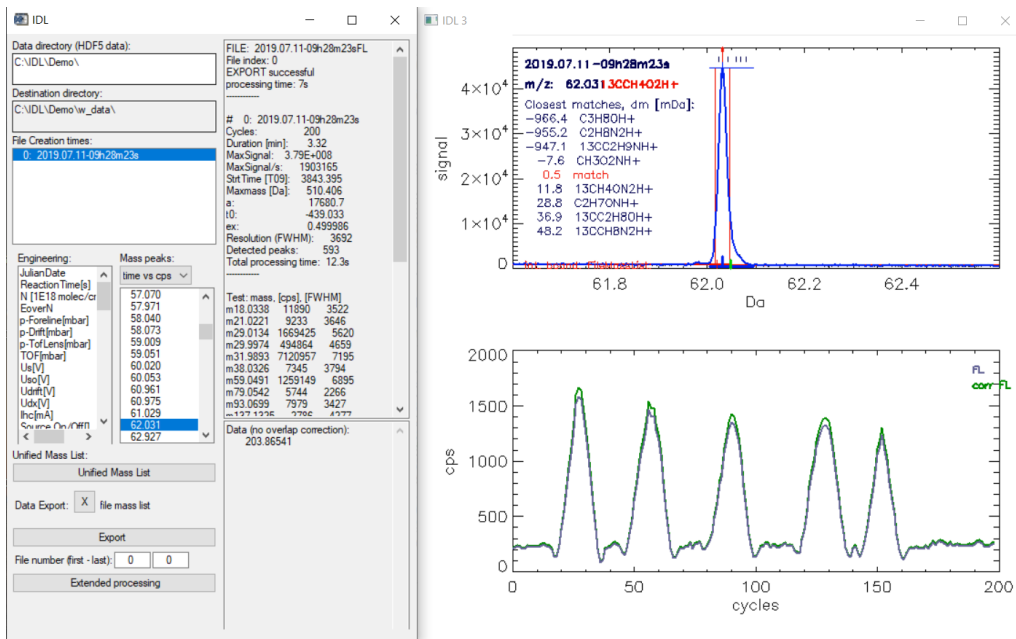 IDL
Data directory (HDF5 data):
C:\IDL\Demo\
Destination directory:
C:\IDL\Demo\w_data\
File Creation times:
0: 2019.07.11-09h28m23s
Engineering:
JulianDate
ReactionTime[s]
N [1E18 molec/cr
EoverN
p-Foreline[mbar]
p-Drift[mbar]
p-TofLens[mbar]
TOF[mbar]
Us[V]
Uso[V]
Udrift[V]
Udx[V]
Ihc[mA]
Source On/Off[]
Mass peaks:
time vs cps
57.070
57.971
58.040
58.073
59.009
59.051
60.020
60.053
60.961
60.975
61.029
62.031
62.927
Unified Mass List:
Unified Mass List
Data Export: X file mass list
Export
File number (first - last): 0 0
Extended processing
FILE: 2019.07.11-09h28m23sFL
File index: 0
EXPORT successful
processing time: 7s
------------
# 0: 2019.07.11-09h28m23s
Cycles: 200
Duration [min]: 3.32
MaxSignal: 3.79E+008
MaxSignal/s: 1903165
StrtTime [T09]: 3843.395
Maxmass [Da]: 510.406
a: 17680.7
t0: -439.033
ex: 0.499986
Resolution (FWHM): 3692
Detected peaks: 593
Total processing time: 12.3s
------------
Test: mass, [cps], [FWHM]
m18.0338 11890 3522
m21.0221 9233 3646
m29.0134 1669425 5620
m29.9974 494864 4659
m31.9893 7120957 7195
m38.0326 7345 3794
m59.0491 1259149 6895
m79.0542 5744 2266
m93.0699 7979 3427
m137.1325 2786 4277
Data (no overlap correction):
203.86541
IDL 3
2019.07.11-09h28m23s
m/z: 62.0313CCH4O2H+
Closest matches, dm [mDa]:
-966.4 C3H8OH+
-955.2 C2H8N2H+
-947.1 13CC2H9NH+
-7.6 CH3O2NH+
0.5 match
11.8 13CH4ON2H+
28.8 C2H7ONH+
36.9 13CC2H8OH+
48.2 13CCH8N2H+
signal
4×10⁴
3×10⁴
2×10⁴
1×10⁴
0
61.8 62.0 62.2 62.4
Da
FL
corr FL
cps
2000
1500
1000
500
0
0 50 100 150 200
cycles